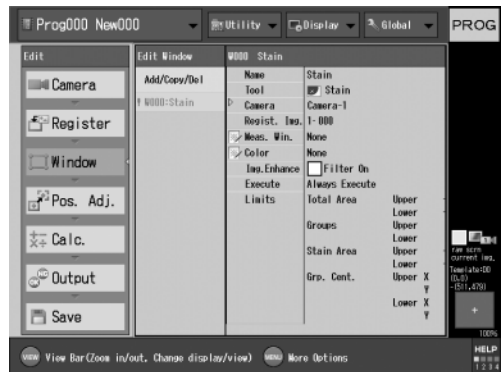 Prog000 New000
Utility
Display
Global
PROG
Edit
Camera
Register
Window
Pos. Adj.
Calc.
Output
Save
Edit Window
Add/Copy/Del
W000:Stain
W000 Stain
Name Stain
Tool Stain
Camera Camera-1
Regist. Img. 1-000
Meas. Win. None
Color None
Img.Enhance Filter On
Execute Always Execute
Limits Total Area Upper
Lower
Groups Upper
Lower
Stain Area Upper
Lower
Grp. Cent. Upper X
Y
Lower X
Y
raw scrn
current img.
Template:00
(0,0)
-(511,479)
100%
VIEW View Bar(Zoom in/out, Change display/view) MENU More Options
HELP
1 2 3 4